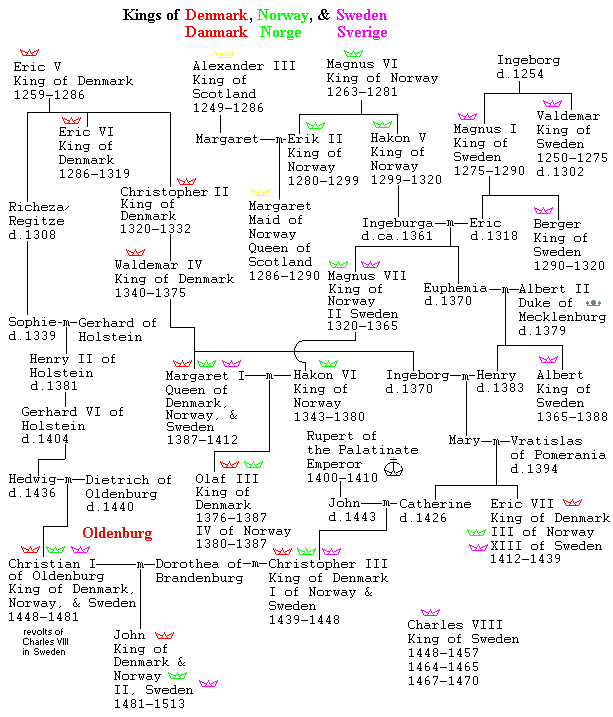 Kings of Denmark, Norway, & Sweden
Danmark Norge Sverige
Eric V
King of Denmark
1259–1286
Alexander III
King of
Scotland
1249–1286
Magnus VI
King of Norway
1263–1281
Ingeborg
d.1254
Eric VI
King of
Denmark
1286–1319
Margaret
m
Erik II
King of
Norway
1280–1299
Hakon V
King of
Norway
1299–1320
Magnus I
King of
Sweden
1275–1290
Valdemar
King of
Sweden
1250–1275
d.1302
Richeza/
Regitze
d.1308
Christopher II
King of
Denmark
1320–1332
Margaret
Maid of
Norway
Queen of
Scotland
1286–1290
Ingeburga
d.ca.1361
m
Eric
d.1318
Berger
King of
Sweden
1290–1320
Waldemar IV
King of Denmark
1340–1375
Magnus VII
King of
Norway
II Sweden
1320–1365
Euphemia
d.1370
m
Albert II
Duke of
Mecklenburg
d.1379
Sophie
d.1339
m
Gerhard of
Holstein
Henry II of
Holstein
d.1381
Margaret I
Queen of
Denmark,
Norway, &
Sweden
1387–1412
m
Hakon VI
King of
Norway
1343–1380
Ingeborg
d.1370
m
Henry
d.1383
Albert
King of
Sweden
1365–1388
Gerhard VI of
Holstein
d.1404
Rupert of
the Palatinate
Emperor
1400–1410
Mary
m
Vratislas
of Pomerania
d.1394
Hedwig
d.1436
m
Dietrich of
Oldenburg
d.1440
Olaf III
King of
Denmark
1376–1387
IV of Norway
1380–1387
John
d.1443
m
Catherine
d.1426
Eric VII
King of Denmark
III of Norway
XIII of Sweden
1412–1439
Oldenburg
Christian I
of Oldenburg
King of Denmark,
Norway, & Sweden
1448–1481
revolts of
Charles VIII
in Sweden
m
Dorothea of
Brandenburg
m
Christopher III
King of Denmark
I of Norway &
Sweden
1439–1448
John
King of
Denmark &
Norway
II, Sweden
1481–1513
Charles VIII
King of Sweden
1448–1457
1464–1465
1467–1470